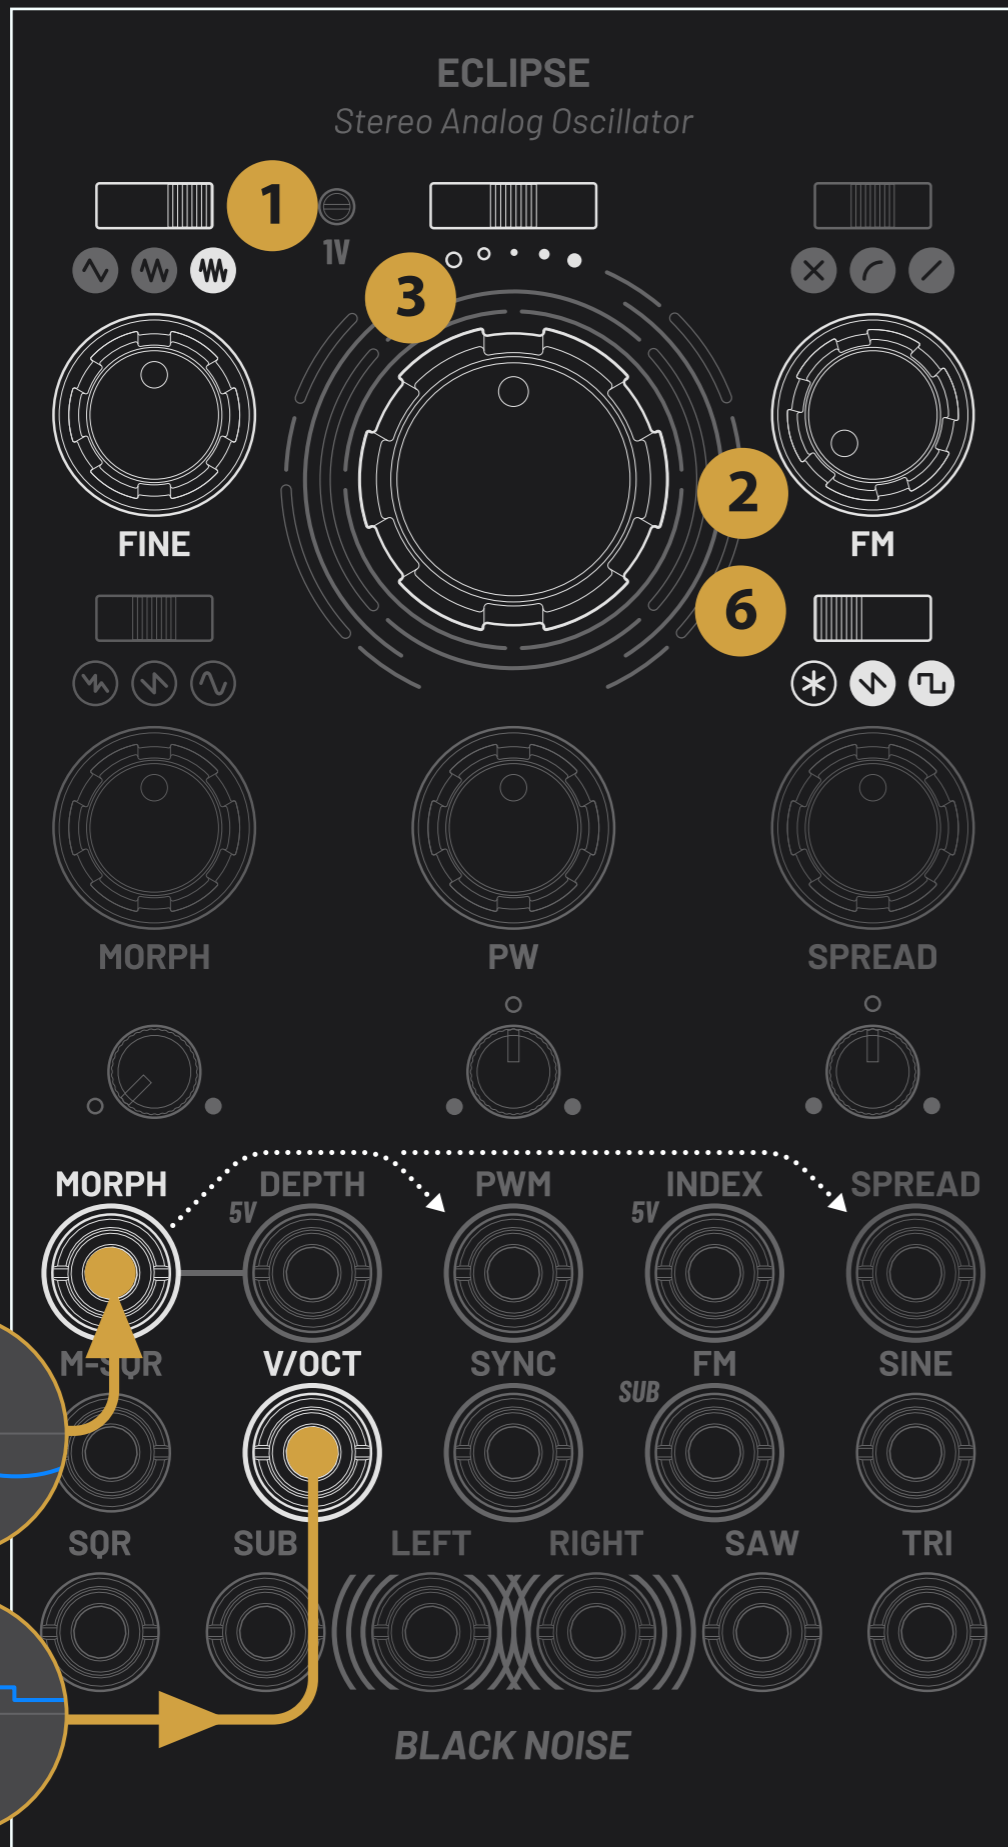 ECLIPSE
Stereo Analog Oscillator
1
1V
3
2
FINE
FM
6
MORPH
PW
SPREAD
MORPH
DEPTH
PWM
INDEX
SPREAD
5V
5V
M-SQR
V/OCT
SYNC
FM
SINE
SUB
SQR
SUB
LEFT
RIGHT
SAW
TRI
BLACK NOISE